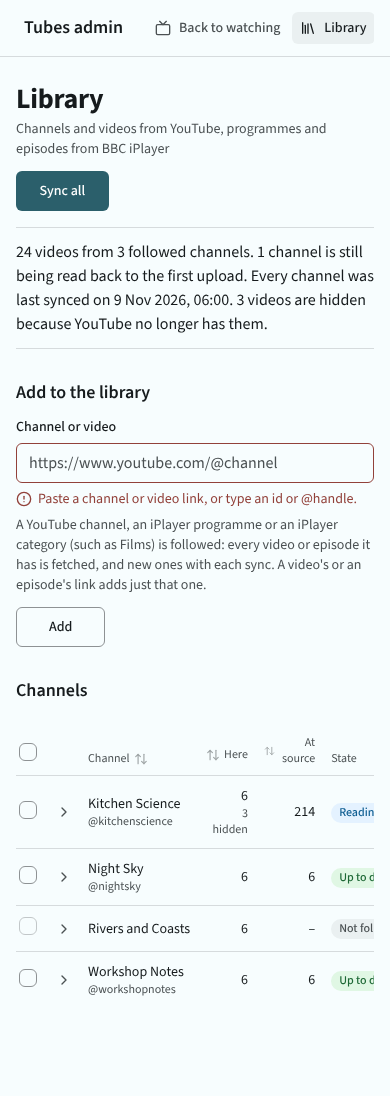 Tubes admin
Back to watching
Library
Library
Channels and videos from YouTube, programmes and
episodes from BBC iPlayer
Sync all
24 videos from 3 followed channels. 1 channel is still
being read back to the first upload. Every channel was
last synced on 9 Nov 2026, 06:00. 3 videos are hidden
because YouTube no longer has them.
Add to the library
Channel or video
https://www.youtube.com/@channel
Paste a channel or video link, or type an id or @handle.
A YouTube channel, an iPlayer programme or an iPlayer
category (such as Films) is followed: every video or episode it
has is fetched, and new ones with each sync. A video's or an
episode's link adds just that one.
Add
Channels
Channel Here At source State
Kitchen Science 6 214 Readin
@kitchenscience 3 hidden
Night Sky 6 6 Up to d
@nightsky
Rivers and Coasts 6 – Not fol
Workshop Notes 6 6 Up to d
@workshopnotes